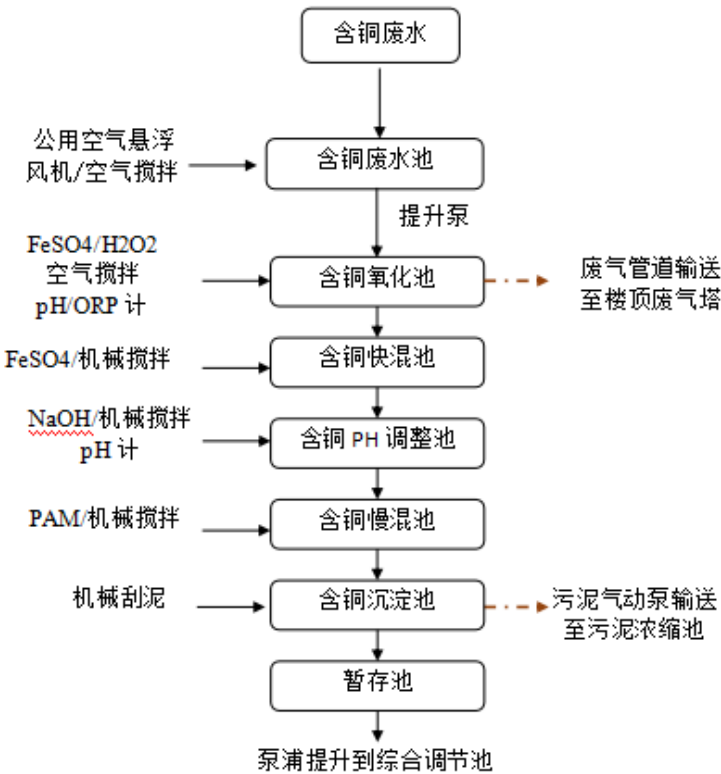 含铜废水
公用空气悬浮
风机/空气搅拌
含铜废水池
提升泵
FeSO4/H2O2
空气搅拌
pH/ORP 计
含铜氧化池
废气管道输送
至楼顶废气塔
FeSO4/机械搅拌
含铜快混池
NaOH/机械搅拌
pH 计
含铜 PH 调整池
PAM/机械搅拌
含铜慢混池
机械刮泥
含铜沉淀池
污泥气动泵输送
至污泥浓缩池
暂存池
泵浦提升到综合调节池